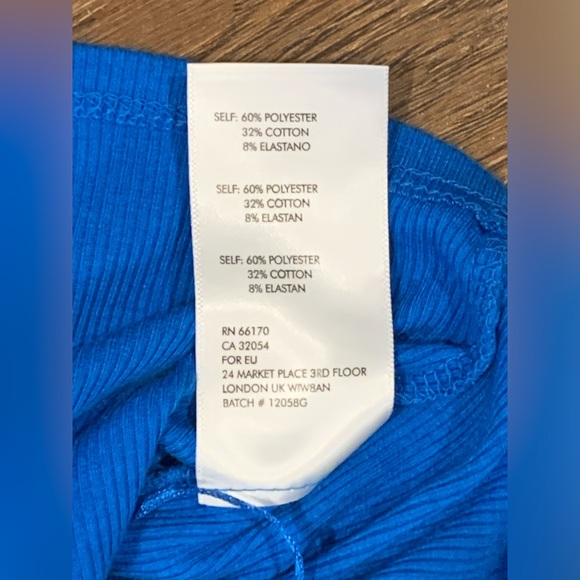 SELF: 60% POLYESTER
32% COTTON
8% ELASTANO
SELF: 60% POLYESTER
32% COTTON
8% ELASTAN
SELF: 60% POLYESTER
32% COTTON
8% ELASTAN
RN 66170
CA 32054
FOR EU
24 MARKET PLACE 3RD FLOOR
LONDON UK WIW8AN
BATCH # 12058G